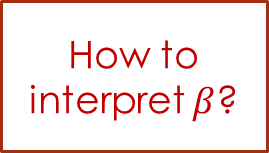 How to
interpret β?